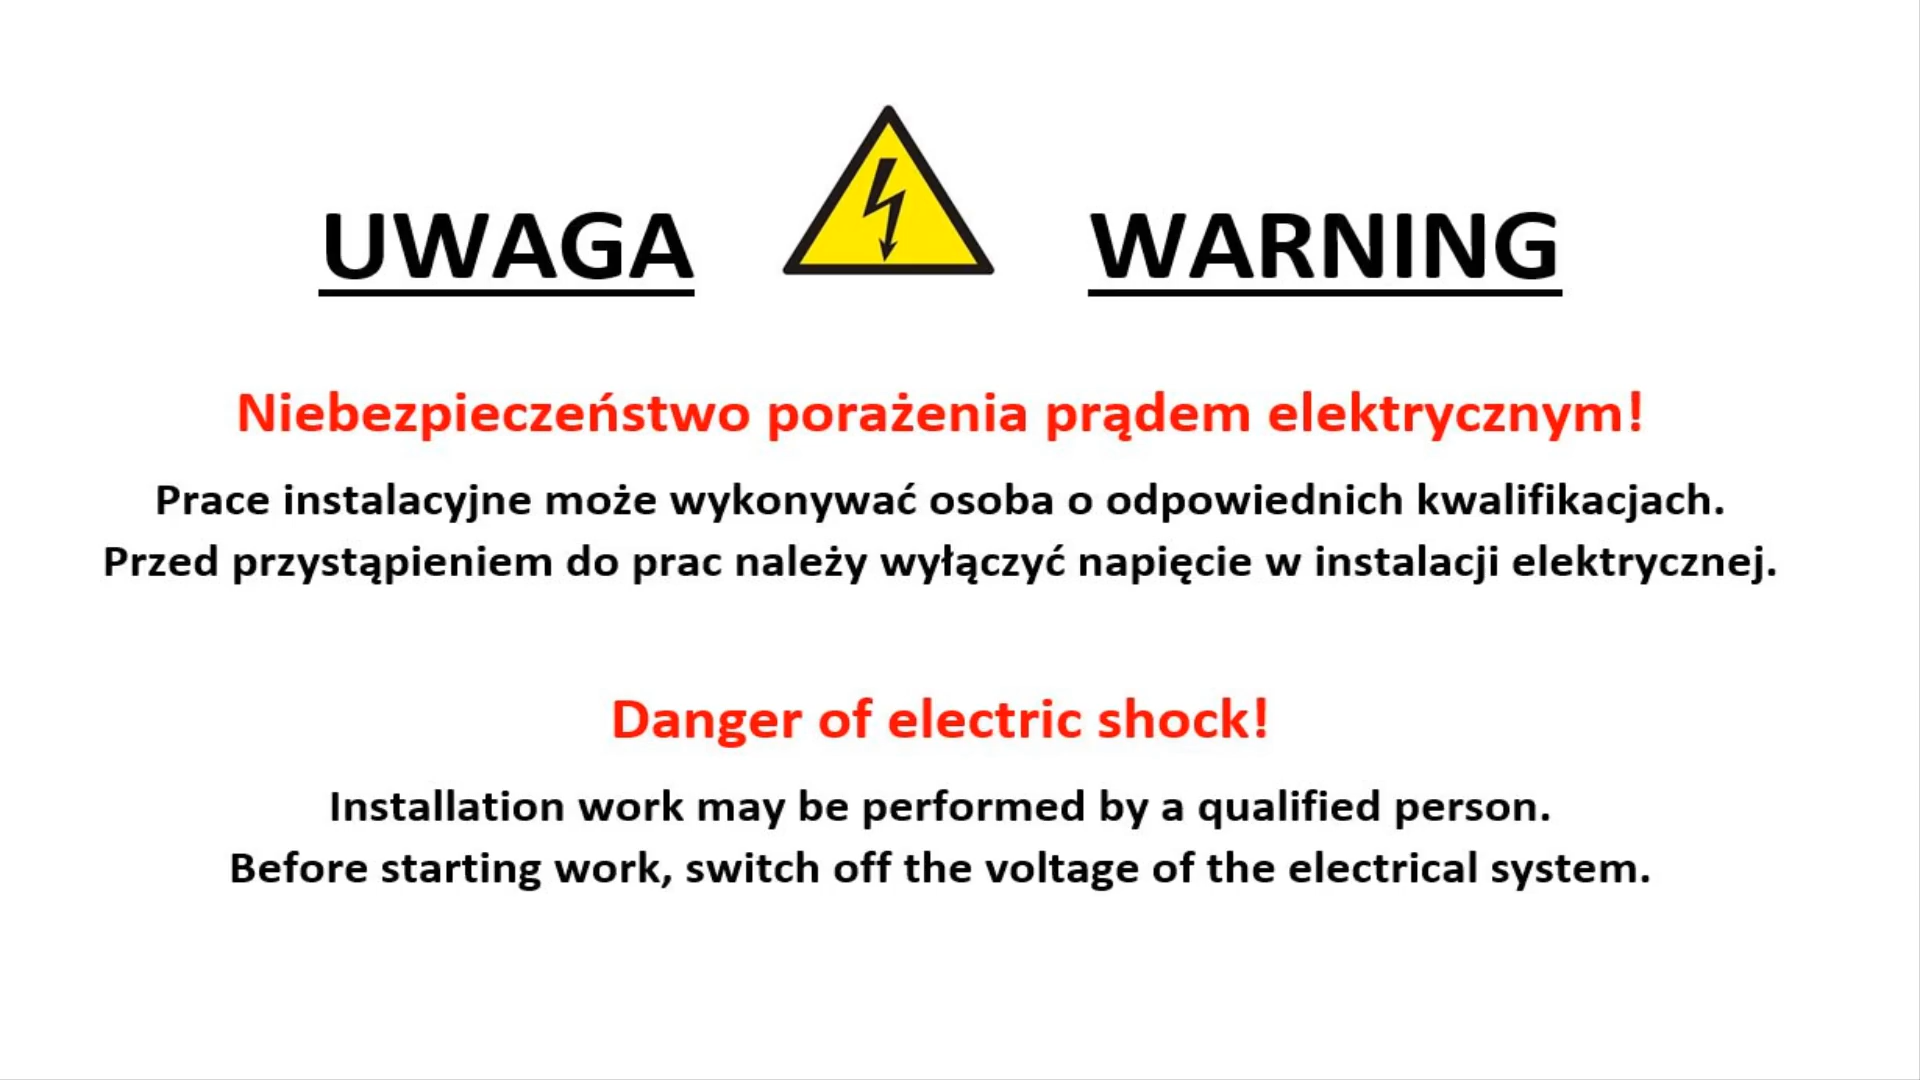 UWAGA WARNING
Niebezpieczeństwo porażenia prądem elektrycznym!
Prace instalacyjne może wykonywać osoba o odpowiednich kwalifikacjach.
Przed przystąpieniem do prac należy wyłączyć napięcie w instalacji elektrycznej.
Danger of electric shock!
Installation work may be performed by a qualified person.
Before starting work, switch off the voltage of the electrical system.